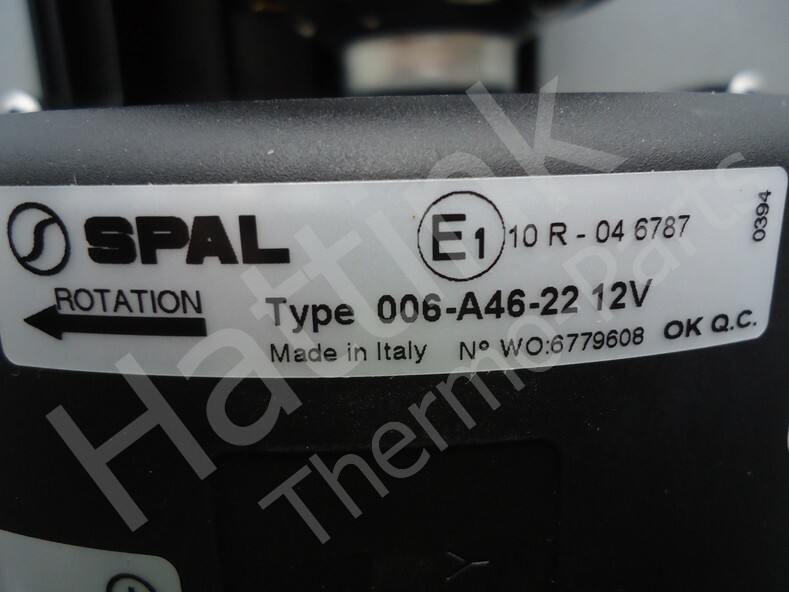 SPAL E1 10 R - 04 6787
0394
ROTATION
Type 006-A46-22 12V
Made in Italy Nº WO:6779608 OK Q.C.
Hattink
Thermo Parts
Y